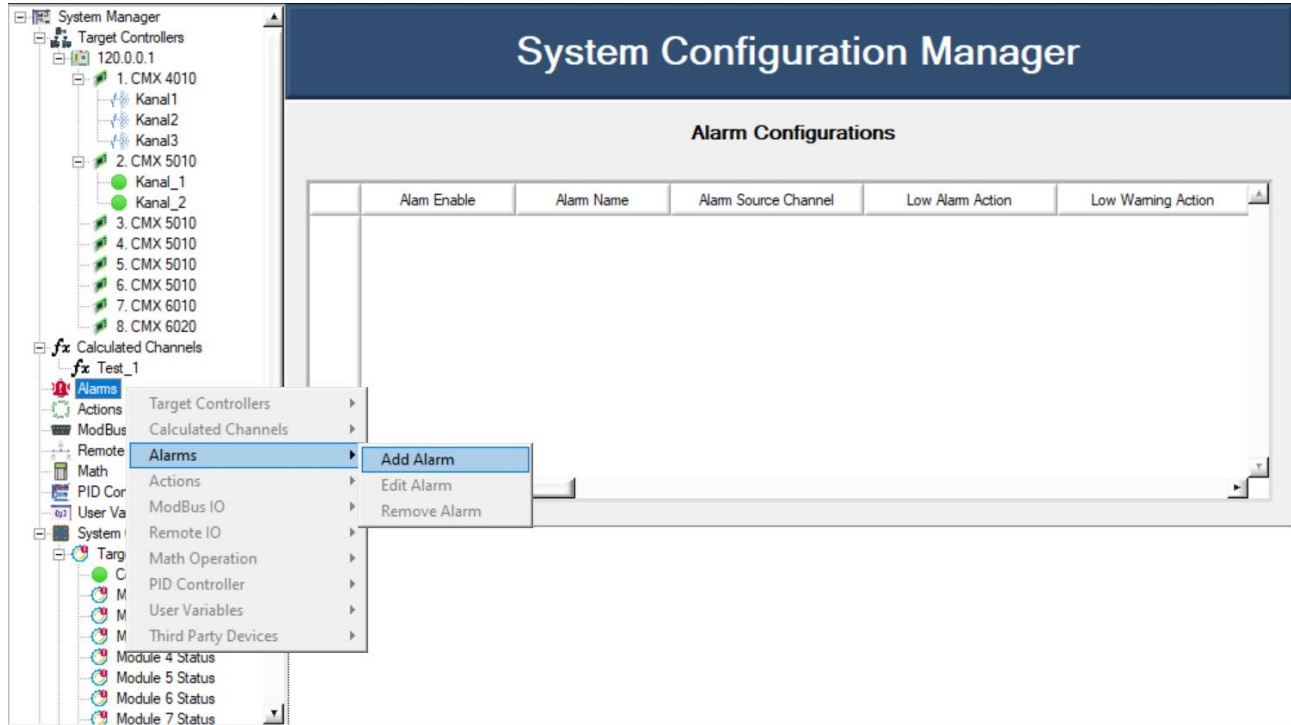 System Manager
Target Controllers
120.0.0.1
1. CMX 4010
Kanal1
Kanal2
Kanal3
2. CMX 5010
Kanal_1
Kanal_2
3. CMX 5010
4. CMX 5010
5. CMX 5010
6. CMX 5010
7. CMX 6010
8. CMX 6020
fx Calculated Channels
fx Test_1
Alarms
Actions
ModBus
Remote
Math
PID Cor
User Va
System
Targ
C
M
M
M
Module 4 Status
Module 5 Status
Module 6 Status
Module 7 Status
Target Controllers
Calculated Channels
Alarms
Actions
ModBus IO
Remote IO
Math Operation
PID Controller
User Variables
Third Party Devices
Add Alarm
Edit Alarm
Remove Alarm
System Configuration Manager
Alarm Configurations
Alam Enable Alarm Name Alarm Source Channel Low Alarm Action Low Warning Action